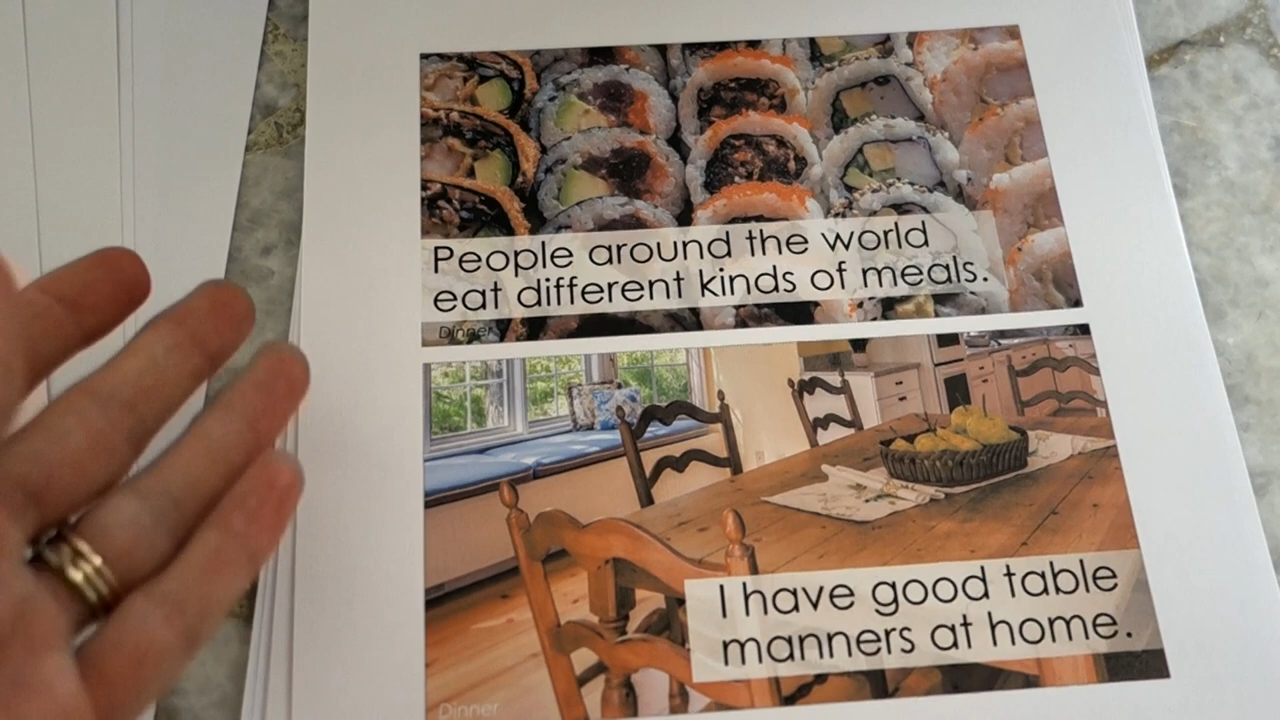 People around the world
eat different kinds of meals.
Dinner
I have good table
manners at home.
Dinner